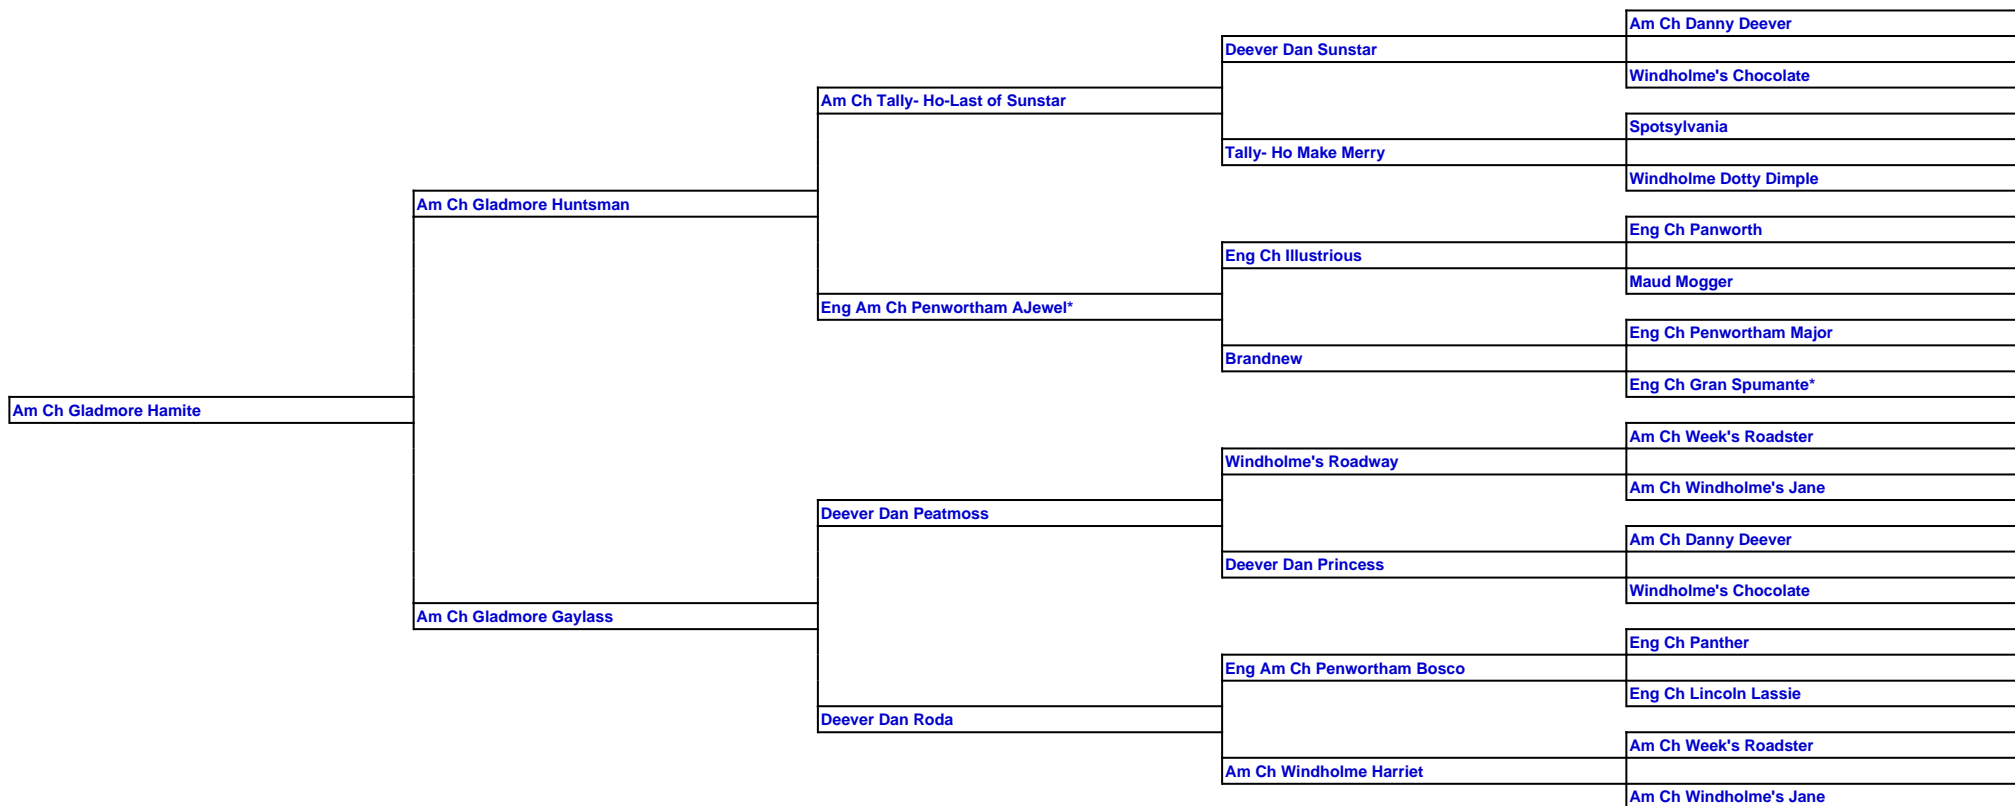 Am Ch Danny Deever
Deever Dan Sunstar
Windholme's Chocolate
Am Ch Tally- Ho-Last of Sunstar
Spotsylvania
Tally- Ho Make Merry
Windholme Dotty Dimple
Am Ch Gladmore Huntsman
Eng Ch Panworth
Eng Ch Illustrious
Maud Mogger
Eng Am Ch Penwortham AJewel*
Eng Ch Penwortham Major
Brandnew
Eng Ch Gran Spumante*
Am Ch Gladmore Hamite
Am Ch Week's Roadster
Windholme's Roadway
Am Ch Windholme's Jane
Deever Dan Peatmoss
Am Ch Danny Deever
Deever Dan Princess
Windholme's Chocolate
Am Ch Gladmore Gaylass
Eng Ch Panther
Eng Am Ch Penwortham Bosco
Eng Ch Lincoln Lassie
Deever Dan Roda
Am Ch Week's Roadster
Am Ch Windholme Harriet
Am Ch Windholme's Jane